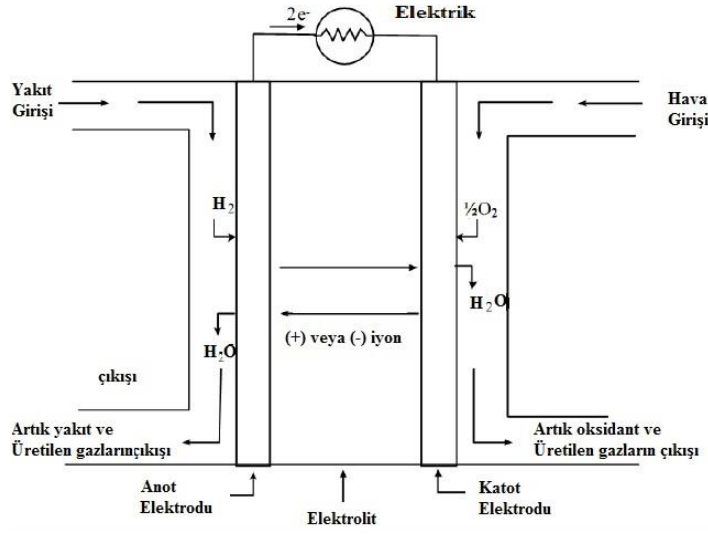 2e-
Elektrik
Yakıt
Girişi
Hava
Girişi
H2
½O2
H2O
(+) veya (-) iyon
H2O
çıkışı
Artık yakıt ve
Üretilen gazlarınçıkışı
Artık oksidant ve
Üretilen gazların çıkışı
Anot
Elektrodu
Elektrolit
Katot
Elektrodu